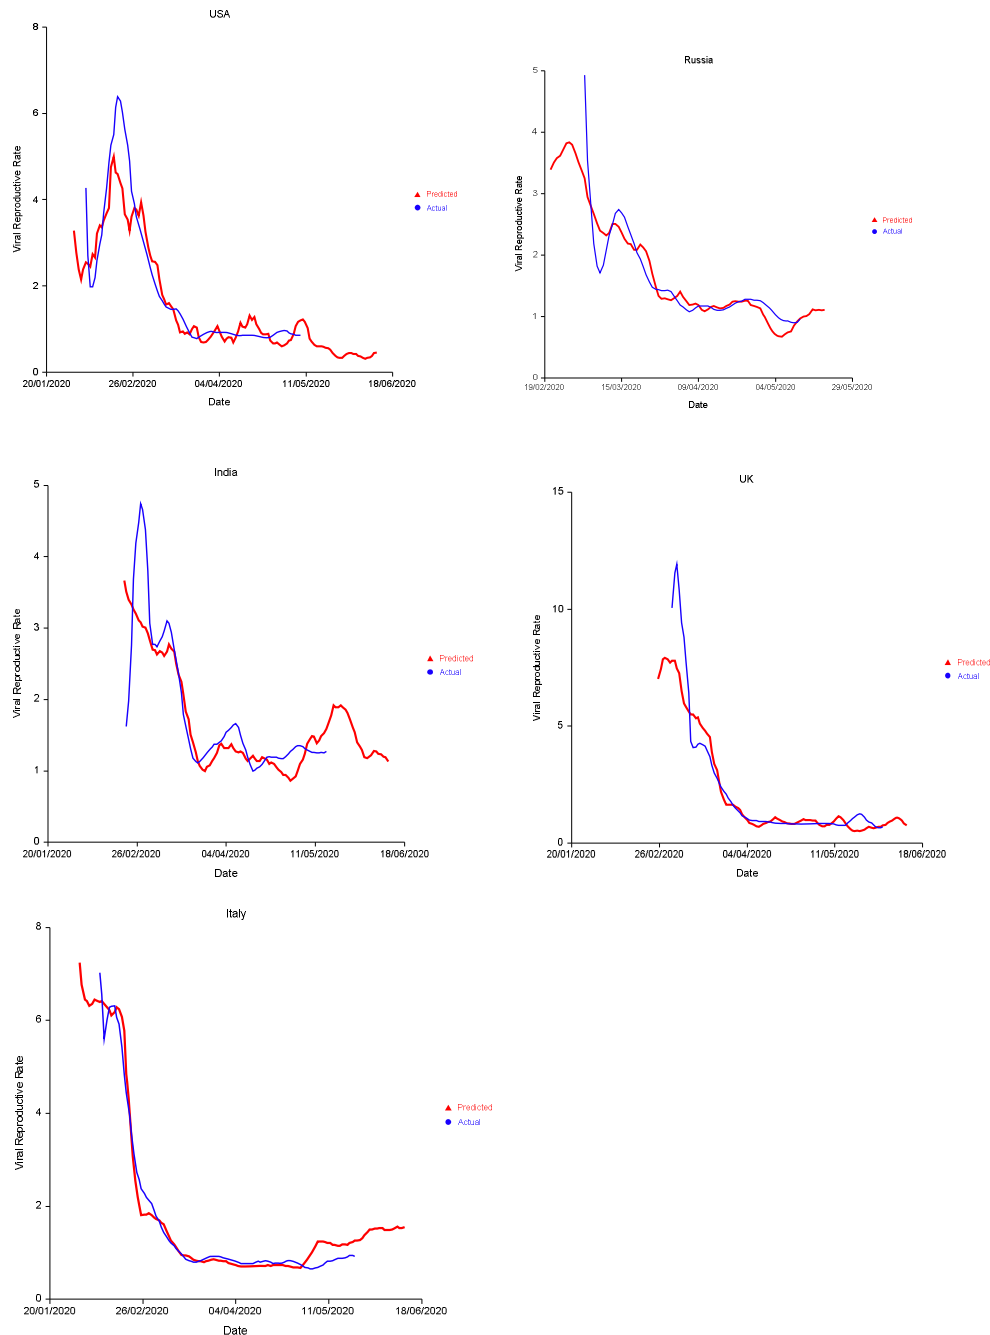 USA
8
6
4
2
0
Viral Reproductive Rate
20/01/2020 26/02/2020 04/04/2020 11/05/2020 18/06/2020
Date
Predicted
Actual
Russia
5
4
3
2
1
0
Viral Reproductive Rate
19/02/2020 15/03/2020 09/04/2020 04/05/2020 29/05/2020
Date
Predicted
Actual
India
5
4
3
2
1
0
Viral Reproductive Rate
20/01/2020 26/02/2020 04/04/2020 11/05/2020 18/06/2020
Date
Predicted
Actual
UK
15
10
5
0
Viral Reproductive Rate
20/01/2020 26/02/2020 04/04/2020 11/05/2020 18/06/2020
Date
Predicted
Actual
Italy
8
6
4
2
0
Viral Reproductive Rate
20/01/2020 26/02/2020 04/04/2020 11/05/2020 18/06/2020
Date
Predicted
Actual